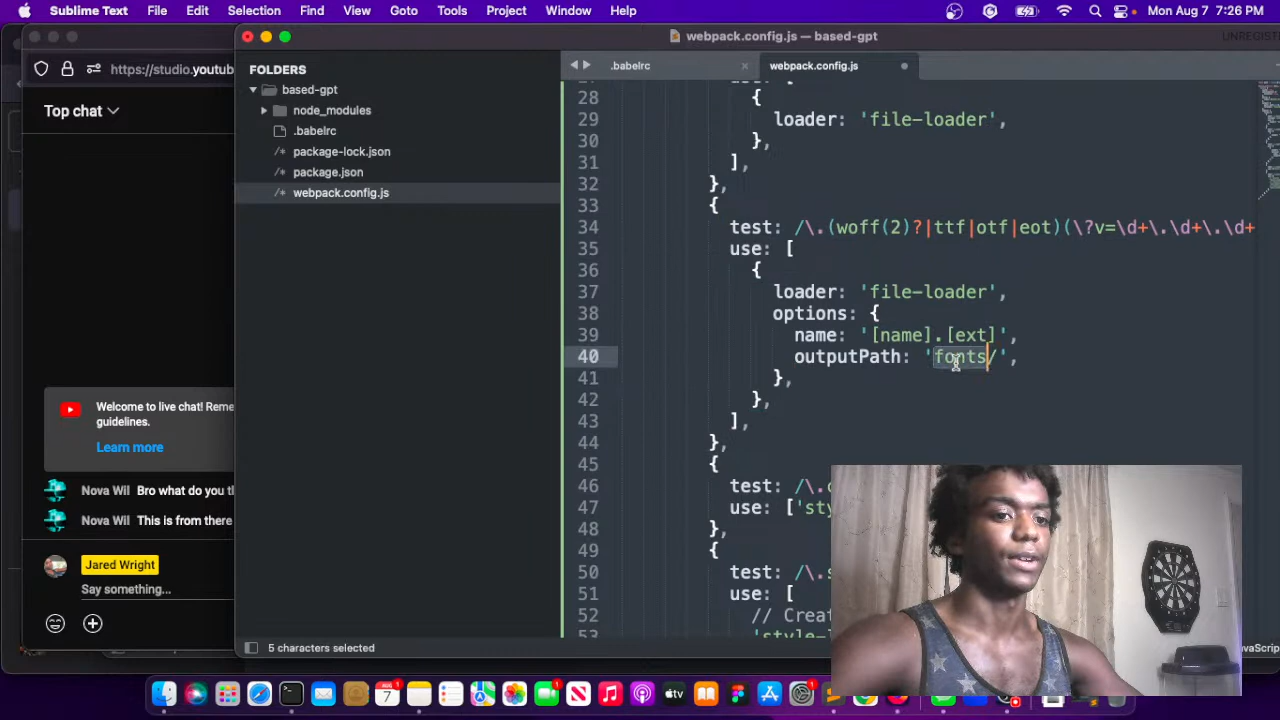 Sublime Text File Edit Selection Find View Goto Tools Project Window Help Mon Aug 7 7:26 PM
webpack.config.js — based-gpt
https://studio.youtub
Top chat
Welcome to live chat! Reme
guidelines.
Learn more
Nova Wil Bro what do you t
Nova Wil This is from there
Jared Wright
Say something...
FOLDERS
based-gpt
node_modules
.babelrc
/* package-lock.json
/* package.json
/* webpack.config.js
5 characters selected
.babelrc
webpack.config.js
28 {
29 loader: 'file-loader',
30 },
31 ],
32 },
33 {
34 test: /\.(woff(2)?|ttf|otf|eot)(\?v=\d+\.\d+\.\d+
35 use: [
36 {
37 loader: 'file-loader',
38 options: {
39 name: '[name].[ext]',
40 outputPath: 'fonts/',
41 },
42 },
43 ],
44 },
45 {
46 test: /\.
47 use: ['sty
48 },
49 {
50 test: /\.s
51 use: [
52 // Crea
53 'style-l
JavaScrip
7